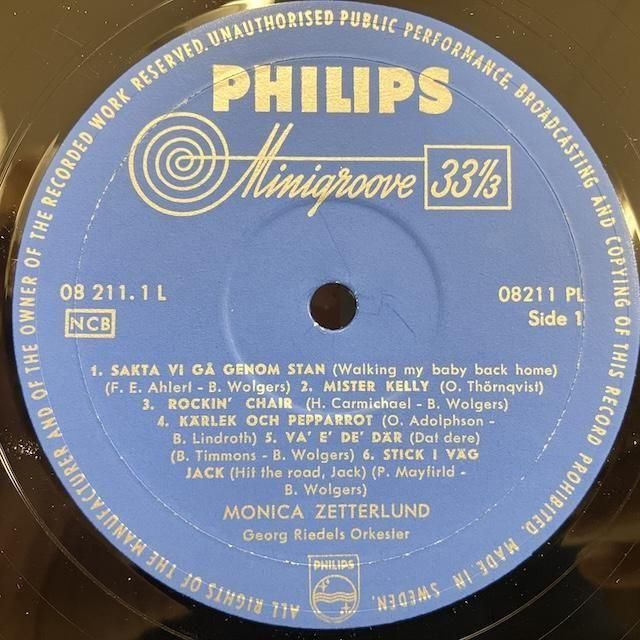 ALL RIGHTS OF THE MANUFACTURER AND OF THE OWNER OF THE RECORDED WORK RESERVED. UNAUTHORISED PUBLIC PERFORMANCE, BROADCASTING AND COPYING OF THIS RECORD PROHIBITED. MADE IN SWEDEN.
PHILIPS
Minigroove 33⅓
08 211.1 L
NCB
08211 PL
Side 1
1. SAKTA VI GÅ GENOM STAN (Walking my baby back home)
(F. E. Ahlerl - B. Wolgers) 2. MISTER KELLY (O. Thörnqvist)
3. ROCKIN' CHAIR (H. Carmichael - B. Wolgers)
4. KÄRLEK OCH PEPPARROT (O. Adolphson -
B. Lindroth) 5. VA' E' DE' DÄR (Dat dere)
(B. Timmons - B. Wolgers) 6. STICK I VÄG
JACK (Hit the road, Jack) (P. Mayfirld -
B. Wolgers)
MONICA ZETTERLUND
Georg Riedels Orkester
PHILIPS